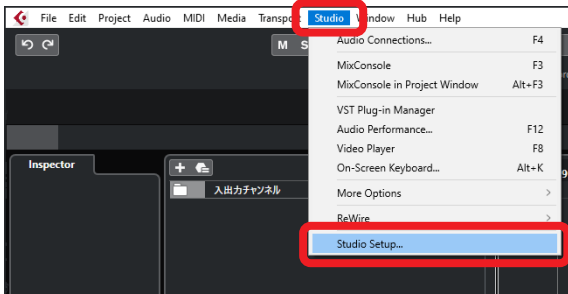 File Edit Project Audio MIDI Media Transport Studio Window Hub Help
M S
Audio Connections... F4
MixConsole F3
MixConsole in Project Window Alt+F3
VST Plug-in Manager
Audio Performance... F12
Video Player F8
On-Screen Keyboard... Alt+K
More Options
ReWire
Studio Setup...
Inspector
入出力チャンネル